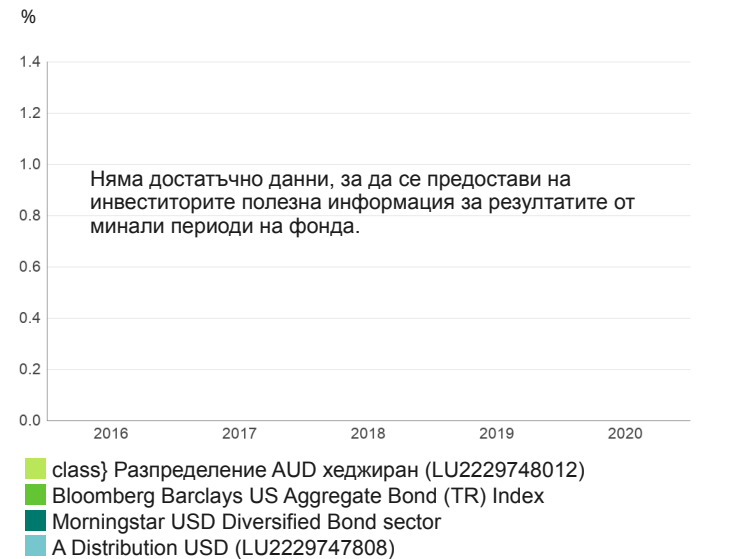 %
1.4
1.2
1.0
Няма достатъчно данни, за да се предостави на
инвеститорите полезна информация за резултатите от
минали периоди на фонда.
0.8
0.6
0.4
0.2
0.0
2016 2017 2018 2019 2020
class} Разпределение AUD хеджиран (LU2229748012)
Bloomberg Barclays US Aggregate Bond (TR) Index
Morningstar USD Diversified Bond sector
A Distribution USD (LU2229747808)